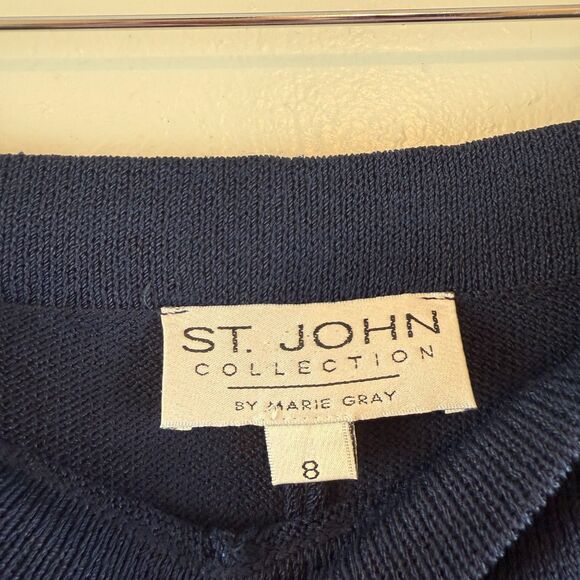 ST. JOHN
COLLECTION
BY MARIE GRAY
8